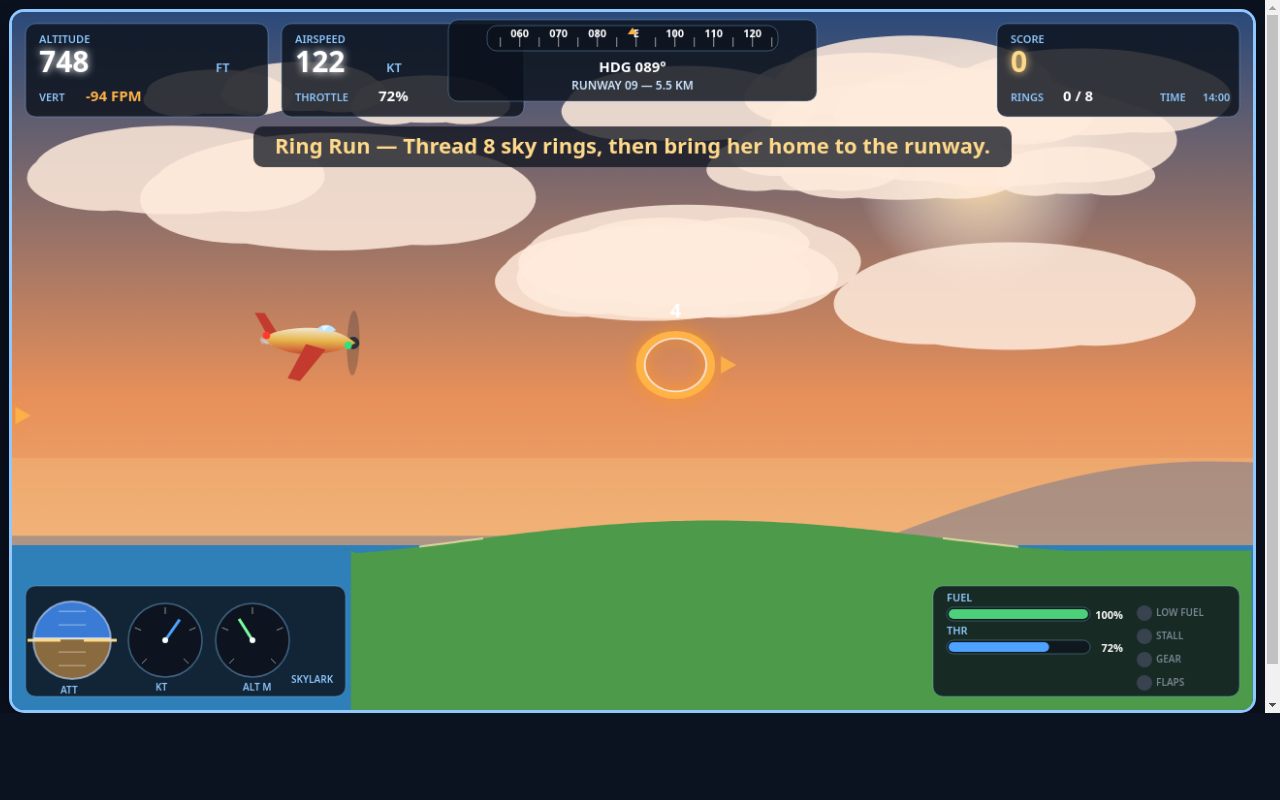 ALTITUDE
748 FT
VERT -94 FPM
AIRSPEED
122 KT
THROTTLE 72%
060 070 080 E 100 110 120
HDG 089°
RUNWAY 09 — 5.5 KM
SCORE
0
RINGS 0 / 8 TIME 14:00
Ring Run — Thread 8 sky rings, then bring her home to the runway.
4
ATT
KT
ALT M
SKYLARK
FUEL
100%
THR
72%
LOW FUEL
STALL
GEAR
FLAPS